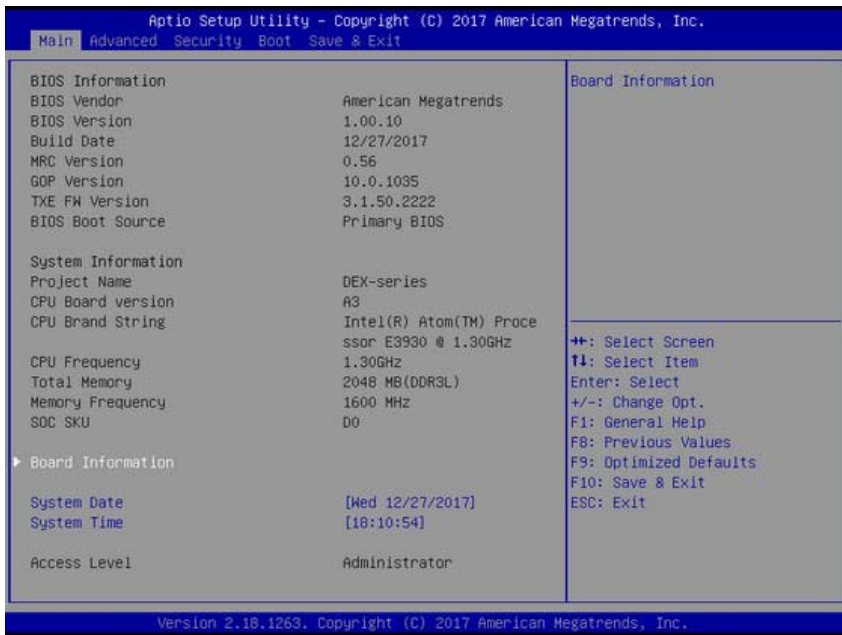 Aptio Setup Utility – Copyright (C) 2017 American Megatrends, Inc.
Main Advanced Security Boot Save & Exit
BIOS Information
BIOS Vendor American Megatrends
BIOS Version 1.00.10
Build Date 12/27/2017
MRC Version 0.56
GOP Version 10.0.1035
TXE FW Version 3.1.50.2222
BIOS Boot Source Primary BIOS
System Information
Project Name DEX-series
CPU Board version A3
CPU Brand String Intel(R) Atom(TM) Proce
ssor E3930 @ 1.30GHz
CPU Frequency 1.30GHz
Total Memory 2048 MB(DDR3L)
Memory Frequency 1600 MHz
SOC SKU D0
Board Information
System Date [Wed 12/27/2017]
System Time [18:10:54]
Access Level Administrator
Board Information
→←: Select Screen
↑↓: Select Item
Enter: Select
+/-: Change Opt.
F1: General Help
F8: Previous Values
F9: Optimized Defaults
F10: Save & Exit
ESC: Exit
Version 2.18.1263. Copyright (C) 2017 American Megatrends, Inc.